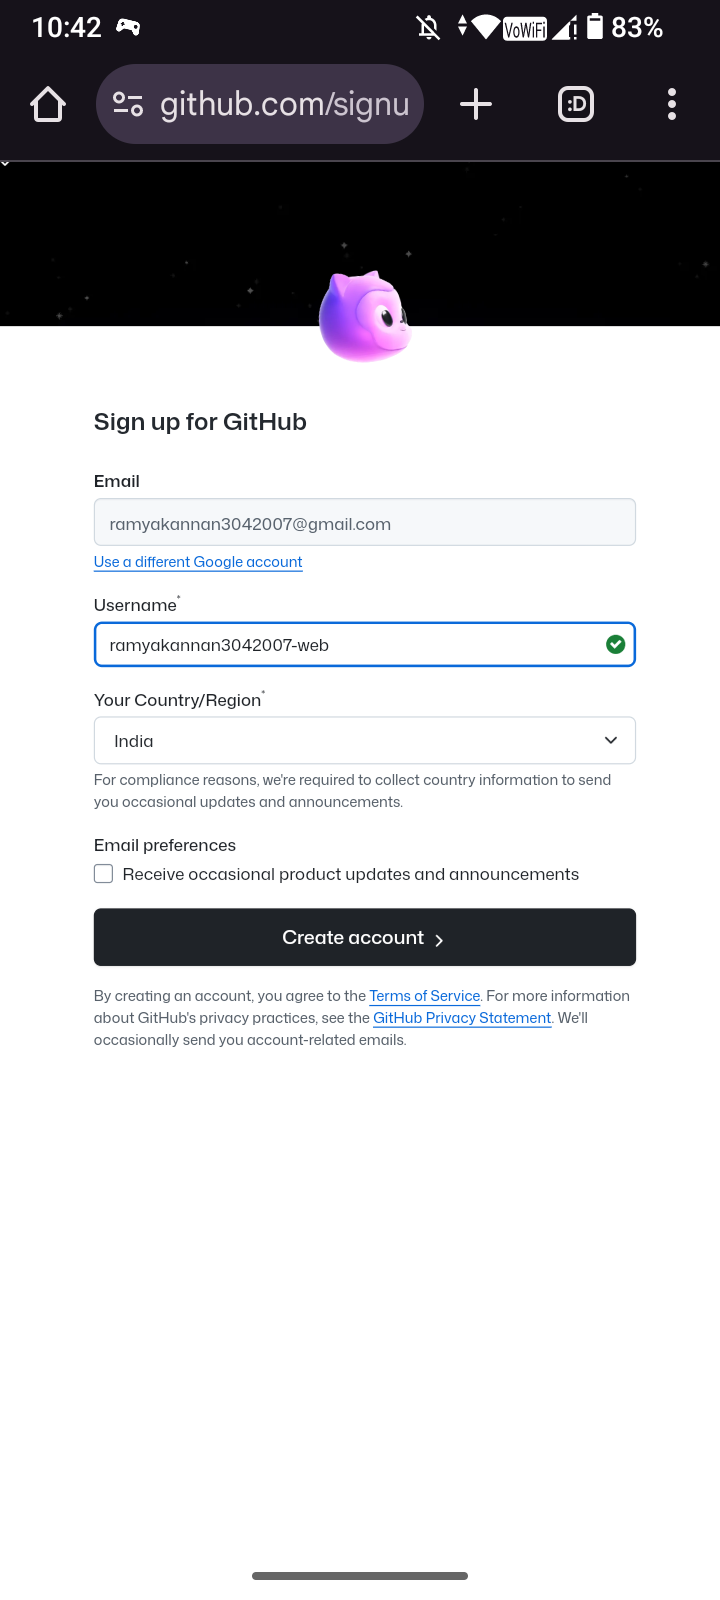 10:42 VoWiFi 83%
github.com/signu :D
Sign up for GitHub
Email
ramyakannan3042007@gmail.com
Use a different Google account
Username*
ramyakannan3042007-web
Your Country/Region*
India
For compliance reasons, we're required to collect country information to send
you occasional updates and announcements.
Email preferences
Receive occasional product updates and announcements
Create account
By creating an account, you agree to the Terms of Service. For more information
about GitHub's privacy practices, see the GitHub Privacy Statement. We'll
occasionally send you account-related emails.